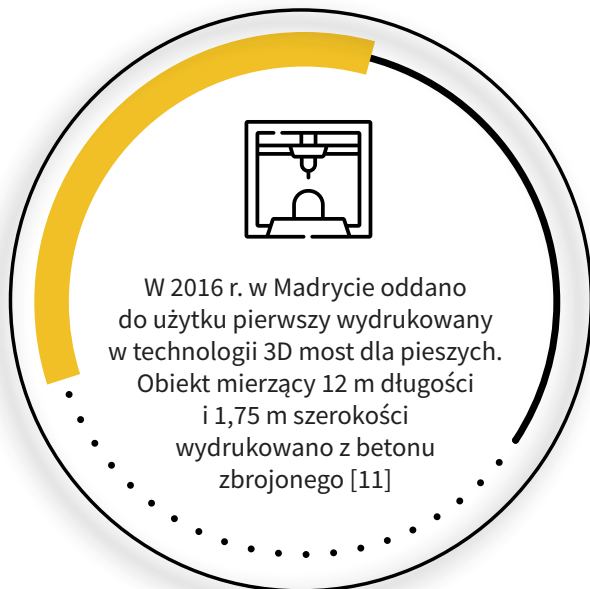 W 2016 r. w Madrycie oddano
do użytku pierwszy wydrukowany
w technologii 3D most dla pieszych.
Obiekt mierzący 12 m długości
i 1,75 m szerokości
wydrukowano z betonu
zbrojonego [11]